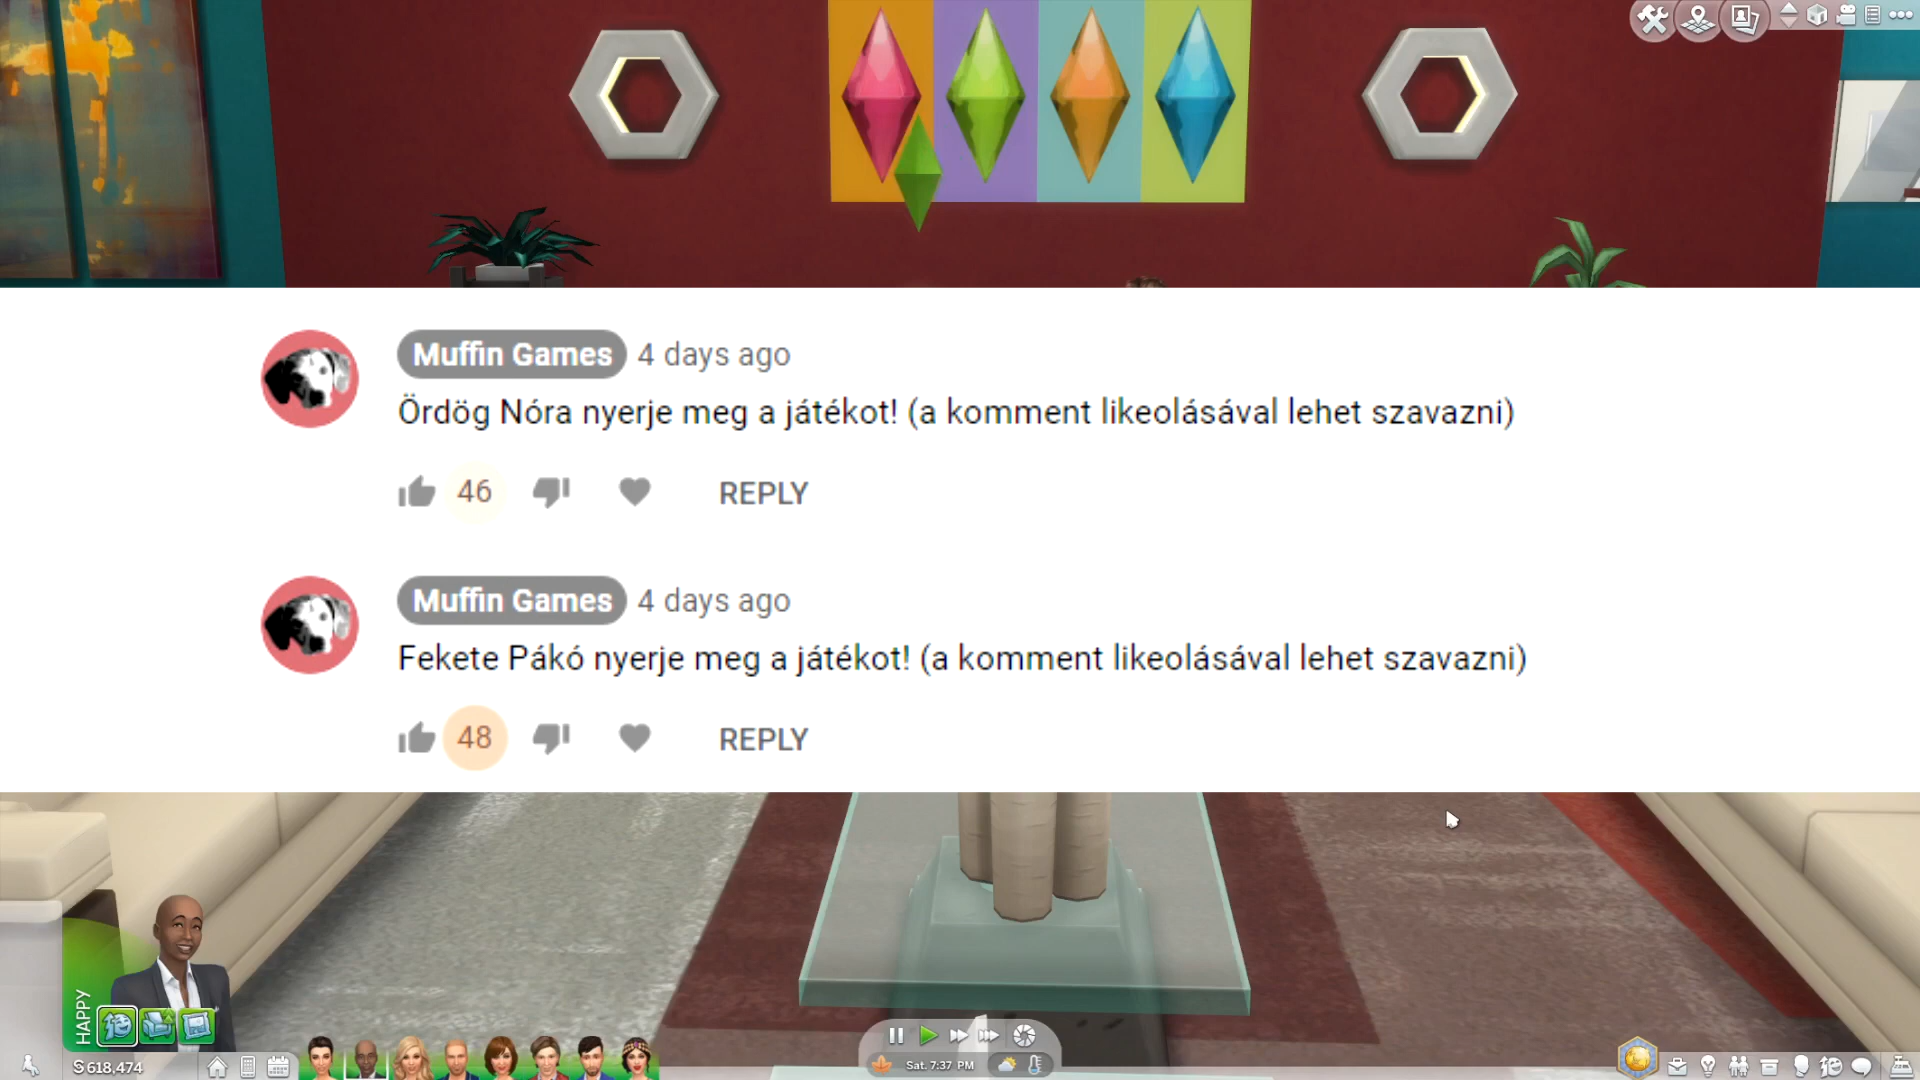 Muffin Games 4 days ago
Ördög Nóra nyerje meg a játékot! (a komment likeolásával lehet szavazni)
46 REPLY
Muffin Games 4 days ago
Fekete Pákó nyerje meg a játékot! (a komment likeolásával lehet szavazni)
48 REPLY
HAPPY
Sat. 7:37 PM
§618,474